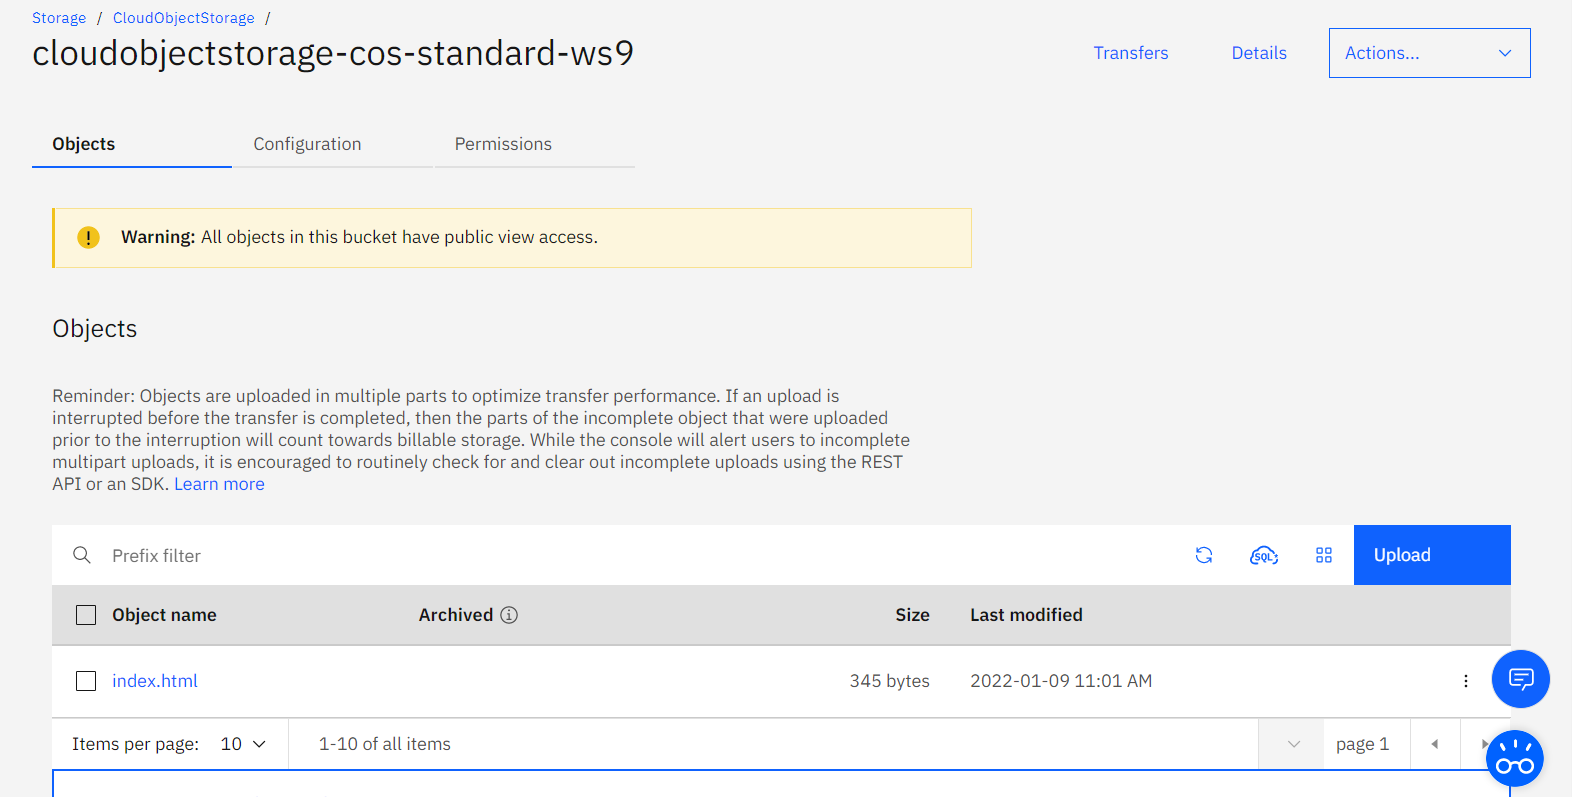 Storage / CloudObjectStorage /
cloudobjectstorage-cos-standard-ws9
Transfers Details Actions...
Objects Configuration Permissions
Warning: All objects in this bucket have public view access.
Objects
Reminder: Objects are uploaded in multiple parts to optimize transfer performance. If an upload is
interrupted before the transfer is completed, then the parts of the incomplete object that were uploaded
prior to the interruption will count towards billable storage. While the console will alert users to incomplete
multipart uploads, it is encouraged to routinely check for and clear out incomplete uploads using the REST
API or an SDK. Learn more
Prefix filter SQL Upload
Object name Archived Size Last modified
index.html 345 bytes 2022-01-09 11:01 AM
Items per page: 10 1-10 of all items page 1